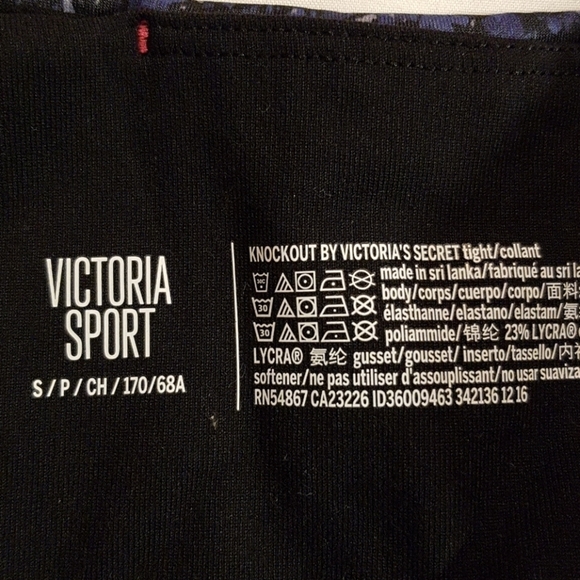 VICTORIA
SPORT
S / P / CH / 170/68A
KNOCKOUT BY VICTORIA'S SECRET tight/collant
made in sri lanka/fabriqué au sri la
body/corps/cuerpo/corpo/面料
élasthanne/elastano/elastam/氨
poliammide/锦纶 23% LYCRA®
LYCRA® 氨纶 gusset/gousset/ inserto/tassello/内
softener/ne pas utiliser d'assouplissant/no usar suaviza
RN54867 CA23226 ID36009463 342136 12 16